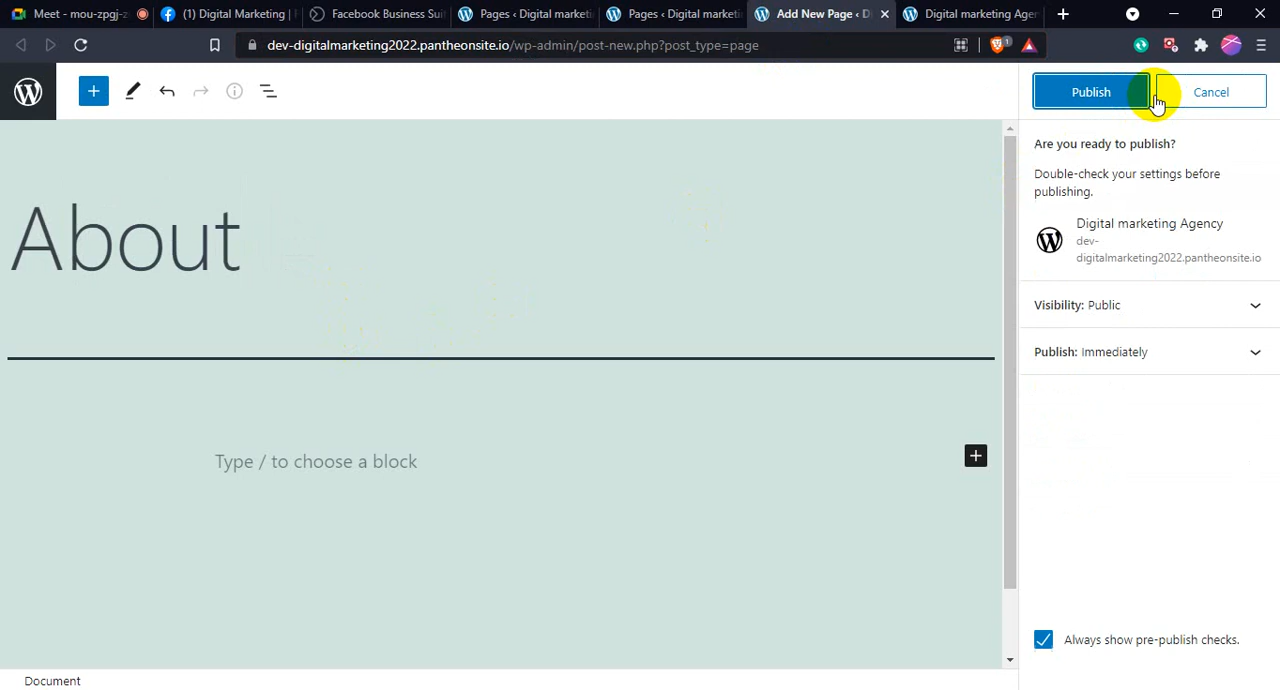 Meet - mou-zpgj-z
(1) Digital Marketing |
Facebook Business Sui
Pages ‹ Digital marketi
Pages ‹ Digital marketi
Add New Page ‹ D
Digital marketing Agen
dev-digitalmarketing2022.pantheonsite.io/wp-admin/post-new.php?post_type=page
1
Publish
Cancel
Are you ready to publish?
Double-check your settings before
publishing.
Digital marketing Agency
dev-
digitalmarketing2022.pantheonsite.io
Visibility: Public
Publish: Immediately
About
Type / to choose a block
Always show pre-publish checks.
Document